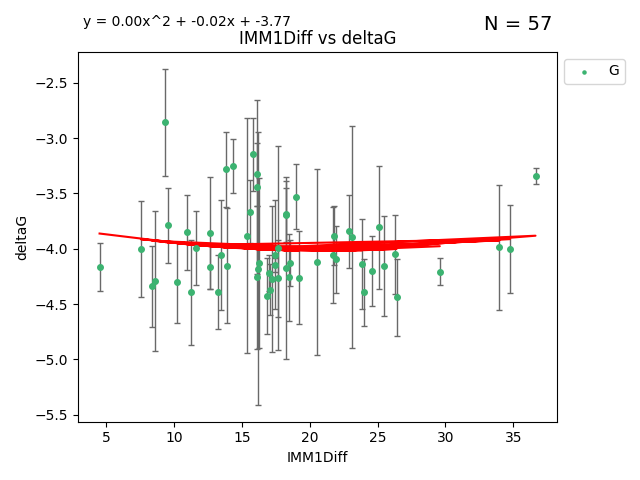 y = 0.00x^2 + -0.02x + -3.77
N = 57
IMM1Diff vs deltaG
G
deltaG
−2.5
−3.0
−3.5
−4.0
−4.5
−5.0
−5.5
5 10 15 20 25 30 35
IMM1Diff